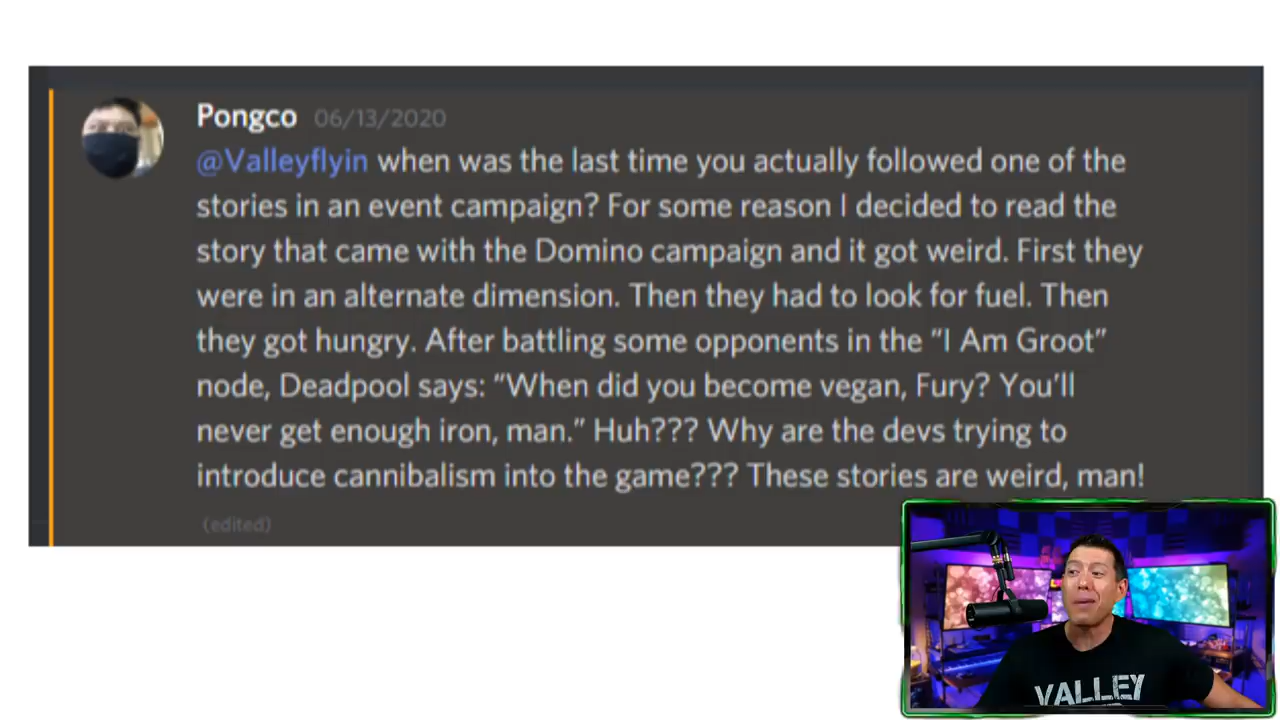 Pongco 06/13/2020
@Valleyflyin when was the last time you actually followed one of the
stories in an event campaign? For some reason I decided to read the
story that came with the Domino campaign and it got weird. First they
were in an alternate dimension. Then they had to look for fuel. Then
they got hungry. After battling some opponents in the “I Am Groot”
node, Deadpool says: “When did you become vegan, Fury? You’ll
never get enough iron, man.” Huh??? Why are the devs trying to
introduce cannibalism into the game??? These stories are weird, man!
(edited)
VALLEY